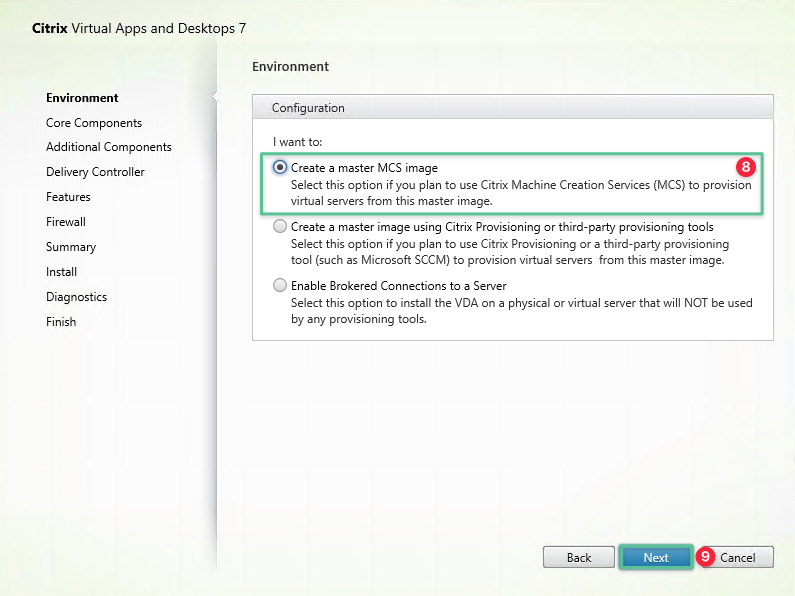 Citrix Virtual Apps and Desktops 7
Environment
Core Components
Additional Components
Delivery Controller
Features
Firewall
Summary
Install
Diagnostics
Finish
Environment
Configuration
I want to:
Create a master MCS image
8
Select this option if you plan to use Citrix Machine Creation Services (MCS) to provision
virtual servers from this master image.
Create a master image using Citrix Provisioning or third-party provisioning tools
Select this option if you plan to use Citrix Provisioning or a third-party provisioning
tool (such as Microsoft SCCM) to provision virtual servers from this master image.
Enable Brokered Connections to a Server
Select this option to install the VDA on a physical or virtual server that will NOT be used
by any provisioning tools.
Back
Next
9
Cancel